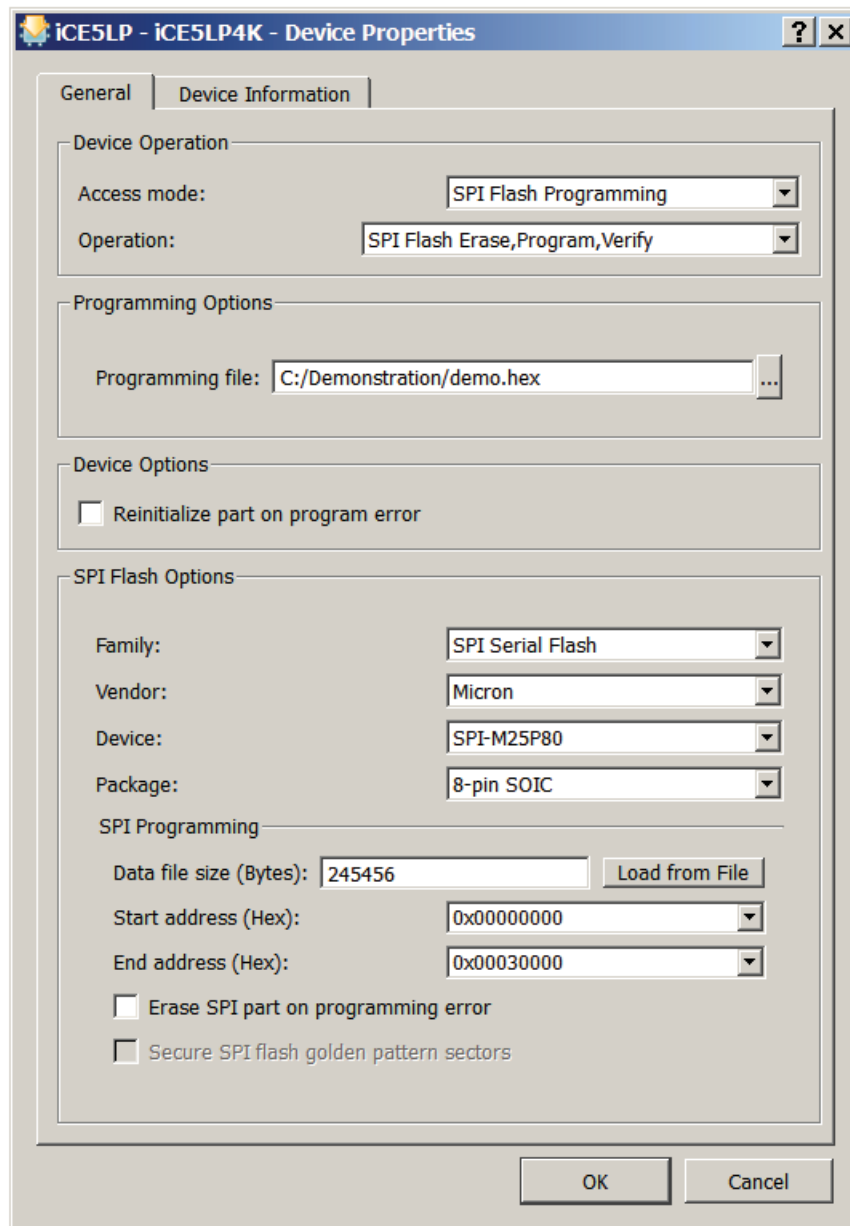 iCE5LP - iCE5LP4K - Device Properties
General Device Information
Device Operation
Access mode: SPI Flash Programming
Operation: SPI Flash Erase,Program,Verify
Programming Options
Programming file: C:/Demonstration/demo.hex ...
Device Options
Reinitialize part on program error
SPI Flash Options
Family: SPI Serial Flash
Vendor: Micron
Device: SPI-M25P80
Package: 8-pin SOIC
SPI Programming
Data file size (Bytes): 245456 Load from File
Start address (Hex): 0x00000000
End address (Hex): 0x00030000
Erase SPI part on programming error
Secure SPI flash golden pattern sectors
OK Cancel